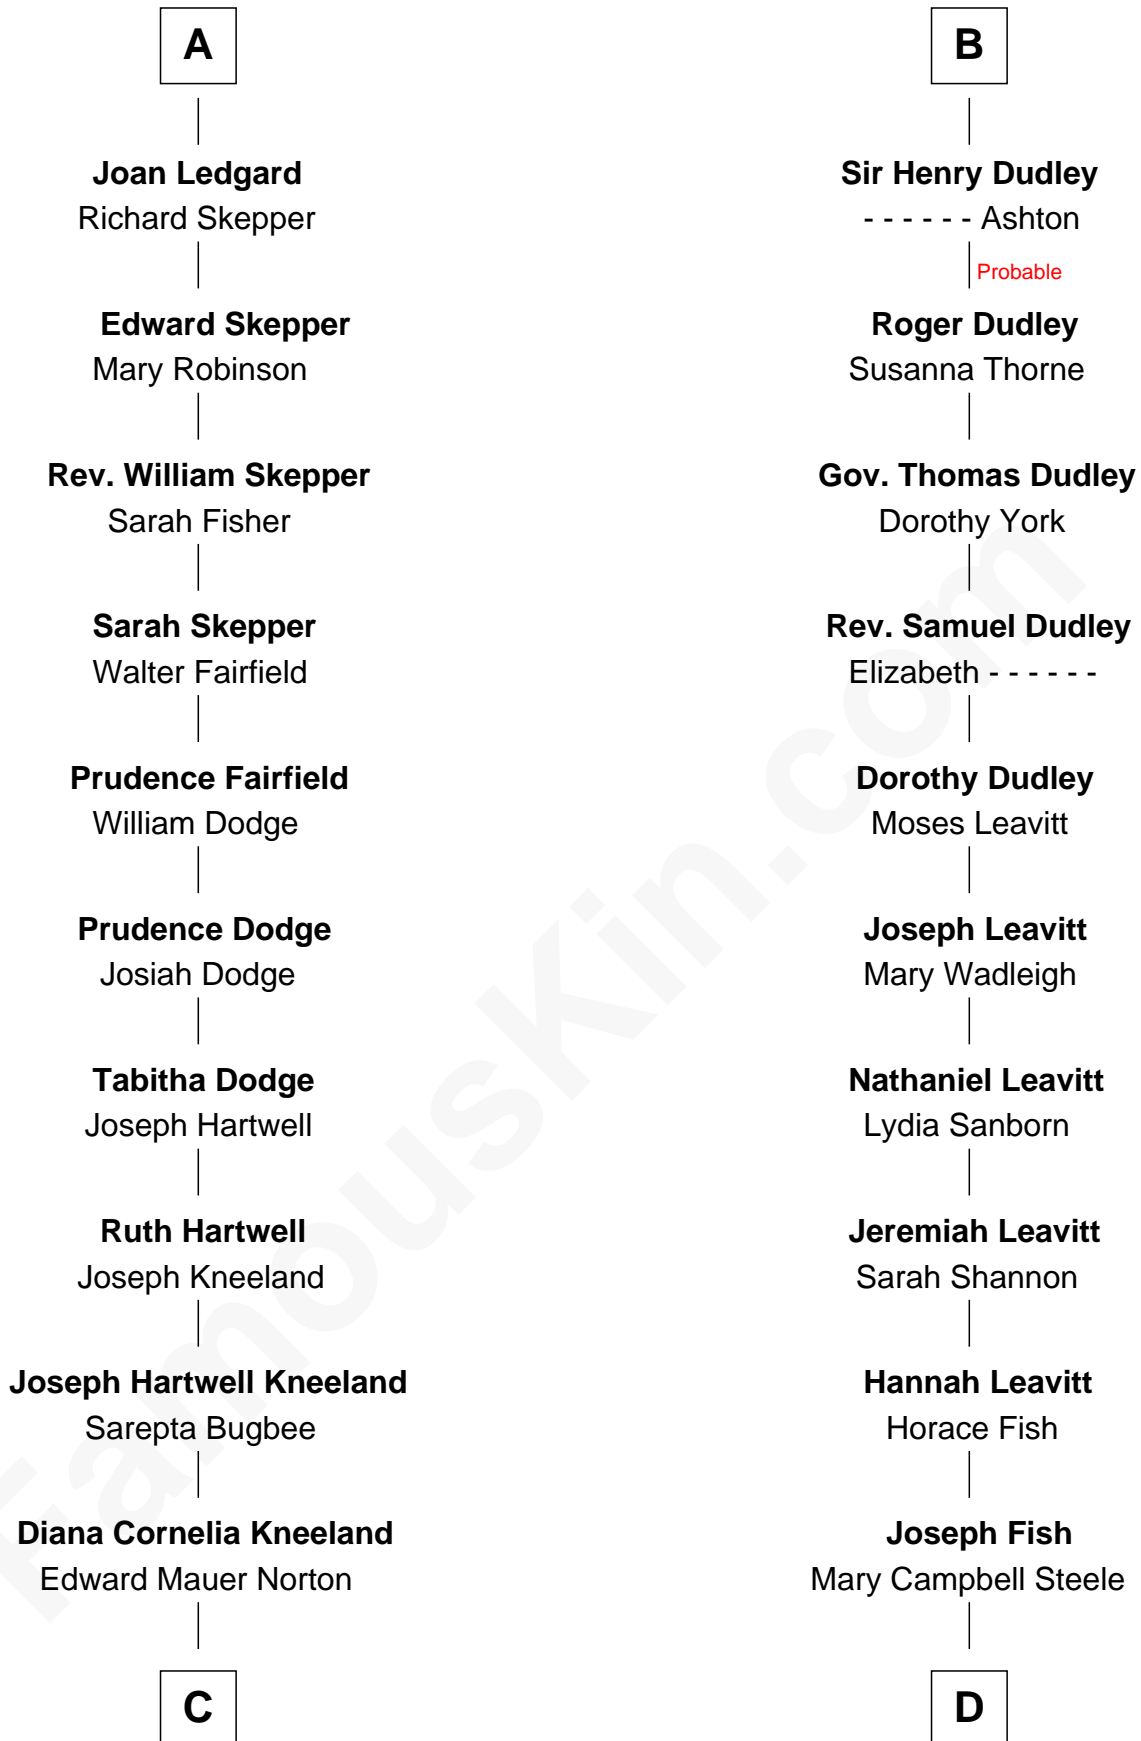 A
Joan Ledgard
Richard Skepper
Edward Skepper
Mary Robinson
Rev. William Skepper
Sarah Fisher
Sarah Skepper
Walter Fairfield
Prudence Fairfield
William Dodge
Prudence Dodge
Josiah Dodge
Tabitha Dodge
Joseph Hartwell
Ruth Hartwell
Joseph Kneeland
Joseph Hartwell Kneeland
Sarepta Bugbee
Diana Cornelia Kneeland
Edward Mauer Norton
C
B
Sir Henry Dudley
- - - - - - Ashton
Probable
Roger Dudley
Susanna Thorne
Gov. Thomas Dudley
Dorothy York
Rev. Samuel Dudley
Elizabeth - - - - - -
Dorothy Dudley
Moses Leavitt
Joseph Leavitt
Mary Wadleigh
Nathaniel Leavitt
Lydia Sanborn
Jeremiah Leavitt
Sarah Shannon
Hannah Leavitt
Horace Fish
Joseph Fish
Mary Campbell Steele
D
FamousKin.com